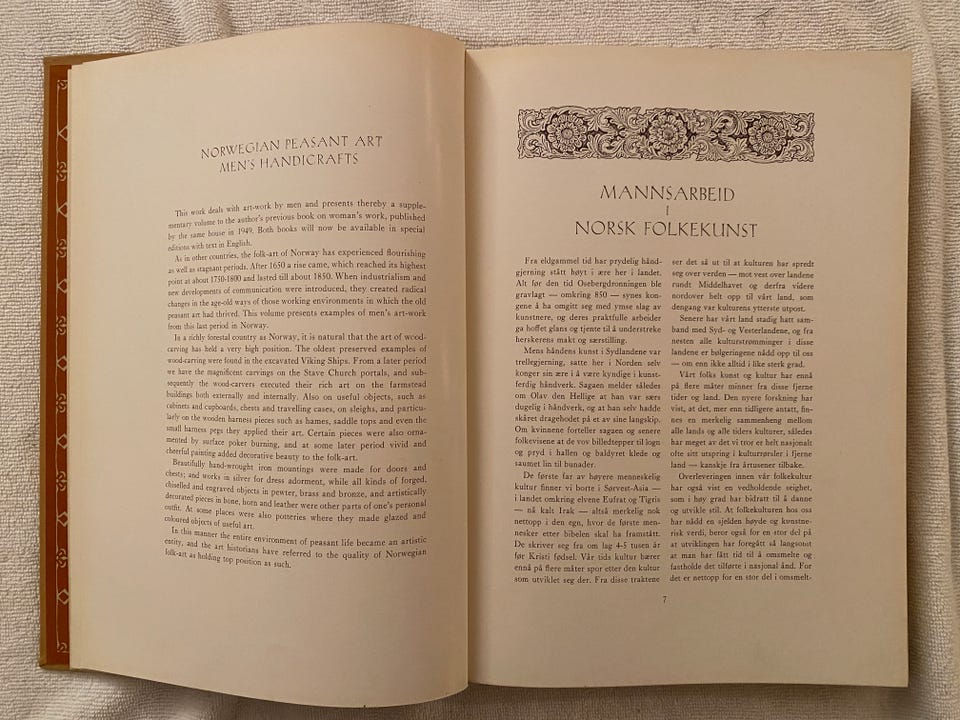 NORWEGIAN PEASANT ART
MEN'S HANDICRAFTS
This work deals with art-work by men and presents thereby a supple-
mentary volume to the author's previous book on woman's work, published
by the same house in 1949. Both books will now be available in special
editions with text in English.
As in other countries, the folk-art of Norway has experienced flourishing
as well as stagnant periods. After 1650 a rise came, which reached its highest
point at about 1750-1800 and lasted till about 1850. When industrialism and
new developments of communication were introduced, they created radical
changes in the age-old ways of those working environments in which the old
peasant art had thrived. This volume presents examples of men's art-work
from this last period in Norway.
In a richly forestal country as Norway, it is natural that the art of wood-
carving has held a very high position. The oldest preserved examples of
wood-carving were found in the excavated Viking Ships. From a later period
we have the magnificent carvings on the Stave Church portals, and sub-
sequently the wood-carvers executed their rich art on the farmstead
buildings both externally and internally. Also on useful objects, such as
cabinets and cupboards, chests and travelling cases, on sleighs, and particu-
larly on the wooden harness pieces such as hames, saddle tops and even the
small harness pegs they applied their art. Certain pieces were also orna-
mented by surface poker burning, and at some later period vivid and
cheerful painting added decorative beauty to the folk-art.
Beautifully hand-wrought iron mountings were made for doors and
chests; and works in silver for dress adornment, while all kinds of forged,
chiselled and engraved objects in pewter, brass and bronze, and artistically
decorated pieces in bone, horn and leather were other parts of one's personal
outfit. At some places were also potteries where they made glazed and
coloured objects of useful art.
In this manner the entire environment of peasant life became an artistic
entity, and the art historians have referred to the quality of Norwegian
folk-art as holding top position as such.
MANNSARBEID
I
NORSK FOLKEKUNST
Fra eldgammel tid har prydelig hånd-
gjerning stått høyt i ære her i landet.
Alt før den tid Osebergdronningen ble
gravlagt — omkring 850 — synes kon-
gene å ha omgitt seg med ymse slag av
kunstnere, og deres praktfulle arbeider
ga hoffet glans og tjente til å understreke
herskerens makt og særstilling.
Mens håndens kunst i Sydlandene var
trellegjerning, satte her i Norden selv
konger sin ære i å være kyndige i kunst-
ferdig håndverk. Sagaen melder således
om Olav den Hellige at han var særs
dugelig i håndverk, og at han selv hadde
skåret dragehodet på et av sine langskip.
Om kvinnene forteller sagaen og senere
folkevisene at de vov billedtepper til logn
og pryd i hallen og baldyret klede og
saumet lin til bunader.
De første far av høyere menneskelig
kultur finner vi borte i Sørvest-Asia —
i landet omkring elvene Eufrat og Tigris
— nå kalt Irak — altså merkelig nok
nettopp i den egn, hvor de første men-
nesker etter bibelen skal ha framstått.
De skriver seg fra om lag 4-5 tusen år
før Kristi fødsel. Vår tids kultur bærer
ennå på flere måter spor etter den kultur
som utviklet seg der. Fra disse traktene
ser det så ut til at kulturen har spredt
seg over verden — mot vest over landene
rundt Middelhavet og derfra videre
nordover helt opp til vårt land, som
dengang var kulturens ytterste utpost.
Senere har vårt land stadig hatt sam-
band med Syd- og Vesterlandene, og fra
nesten alle kulturstrømminger i disse
landene er bølgeringene nådd opp til oss
— om enn ikke alltid i like sterk grad.
Vårt folks kunst og kultur har ennå
på flere måter minner fra disse fjerne
tider og land. Den nyere forskning har
vist, at det, mer enn tidligere antatt, fin-
nes en merkelig sammenheng mellom
alle lands og alle tiders kulturer, således
har meget av det vi tror er helt nasjonalt
ofte sitt utspring i kulturrørsler i fjerne
land — kanskje fra årtusener tilbake.
Overleveringen innen vår folkekultur
har også vist en vedholdende seighet,
som i høy grad har bidratt til å danne
og utvikle stil. At folkekulturen hos oss
har nådd en sjelden høyde og kunstne-
risk verdi, beror også for en stor del på
at utviklingen har foregått så langsomt
at man har fått tid til å omsmelte og
fastholde det tilførte i nasjonal ånd. For
det er nettopp for en stor del i omsmelt-
7